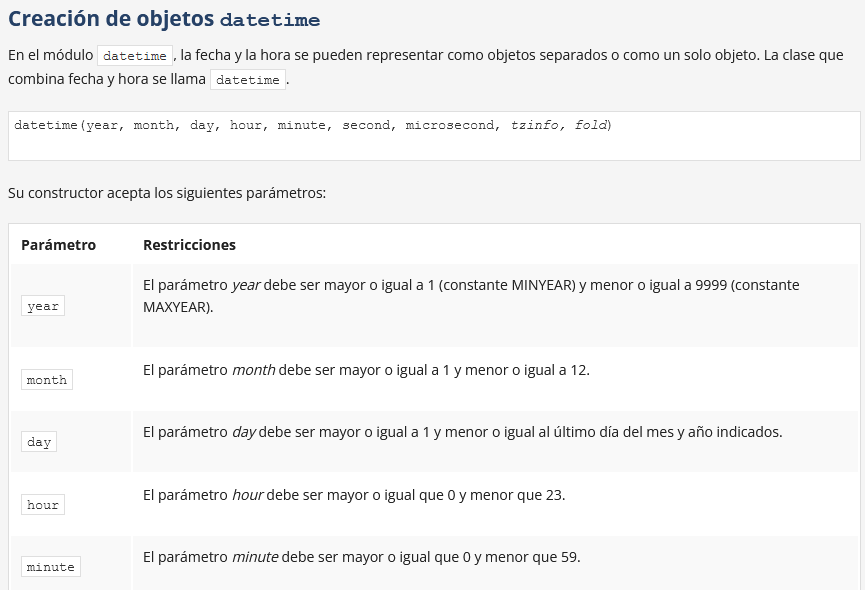 Creación de objetos datetime
En el módulo datetime, la fecha y la hora se pueden representar como objetos separados o como un solo objeto. La clase que
combina fecha y hora se llama datetime.
datetime(year, month, day, hour, minute, second, microsecond, tzinfo, fold)
Su constructor acepta los siguientes parámetros:
Parámetro Restricciones
year El parámetro year debe ser mayor o igual a 1 (constante MINYEAR) y menor o igual a 9999 (constante
MAXYEAR).
month El parámetro month debe ser mayor o igual a 1 y menor o igual a 12.
day El parámetro day debe ser mayor o igual a 1 y menor o igual al último día del mes y año indicados.
hour El parámetro hour debe ser mayor o igual que 0 y menor que 23.
minute El parámetro minute debe ser mayor o igual que 0 y menor que 59.